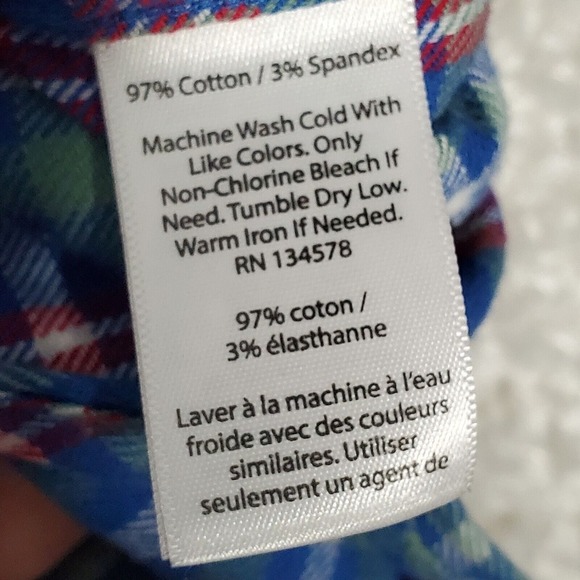 97% Cotton / 3% Spandex
Machine Wash Cold With
Like Colors. Only
Non-Chlorine Bleach If
Need. Tumble Dry Low.
Warm Iron If Needed.
RN 134578
97% coton /
3% élasthanne
Laver à la machine à l'eau
froide avec des couleurs
similaires. Utiliser
seulement un agent de